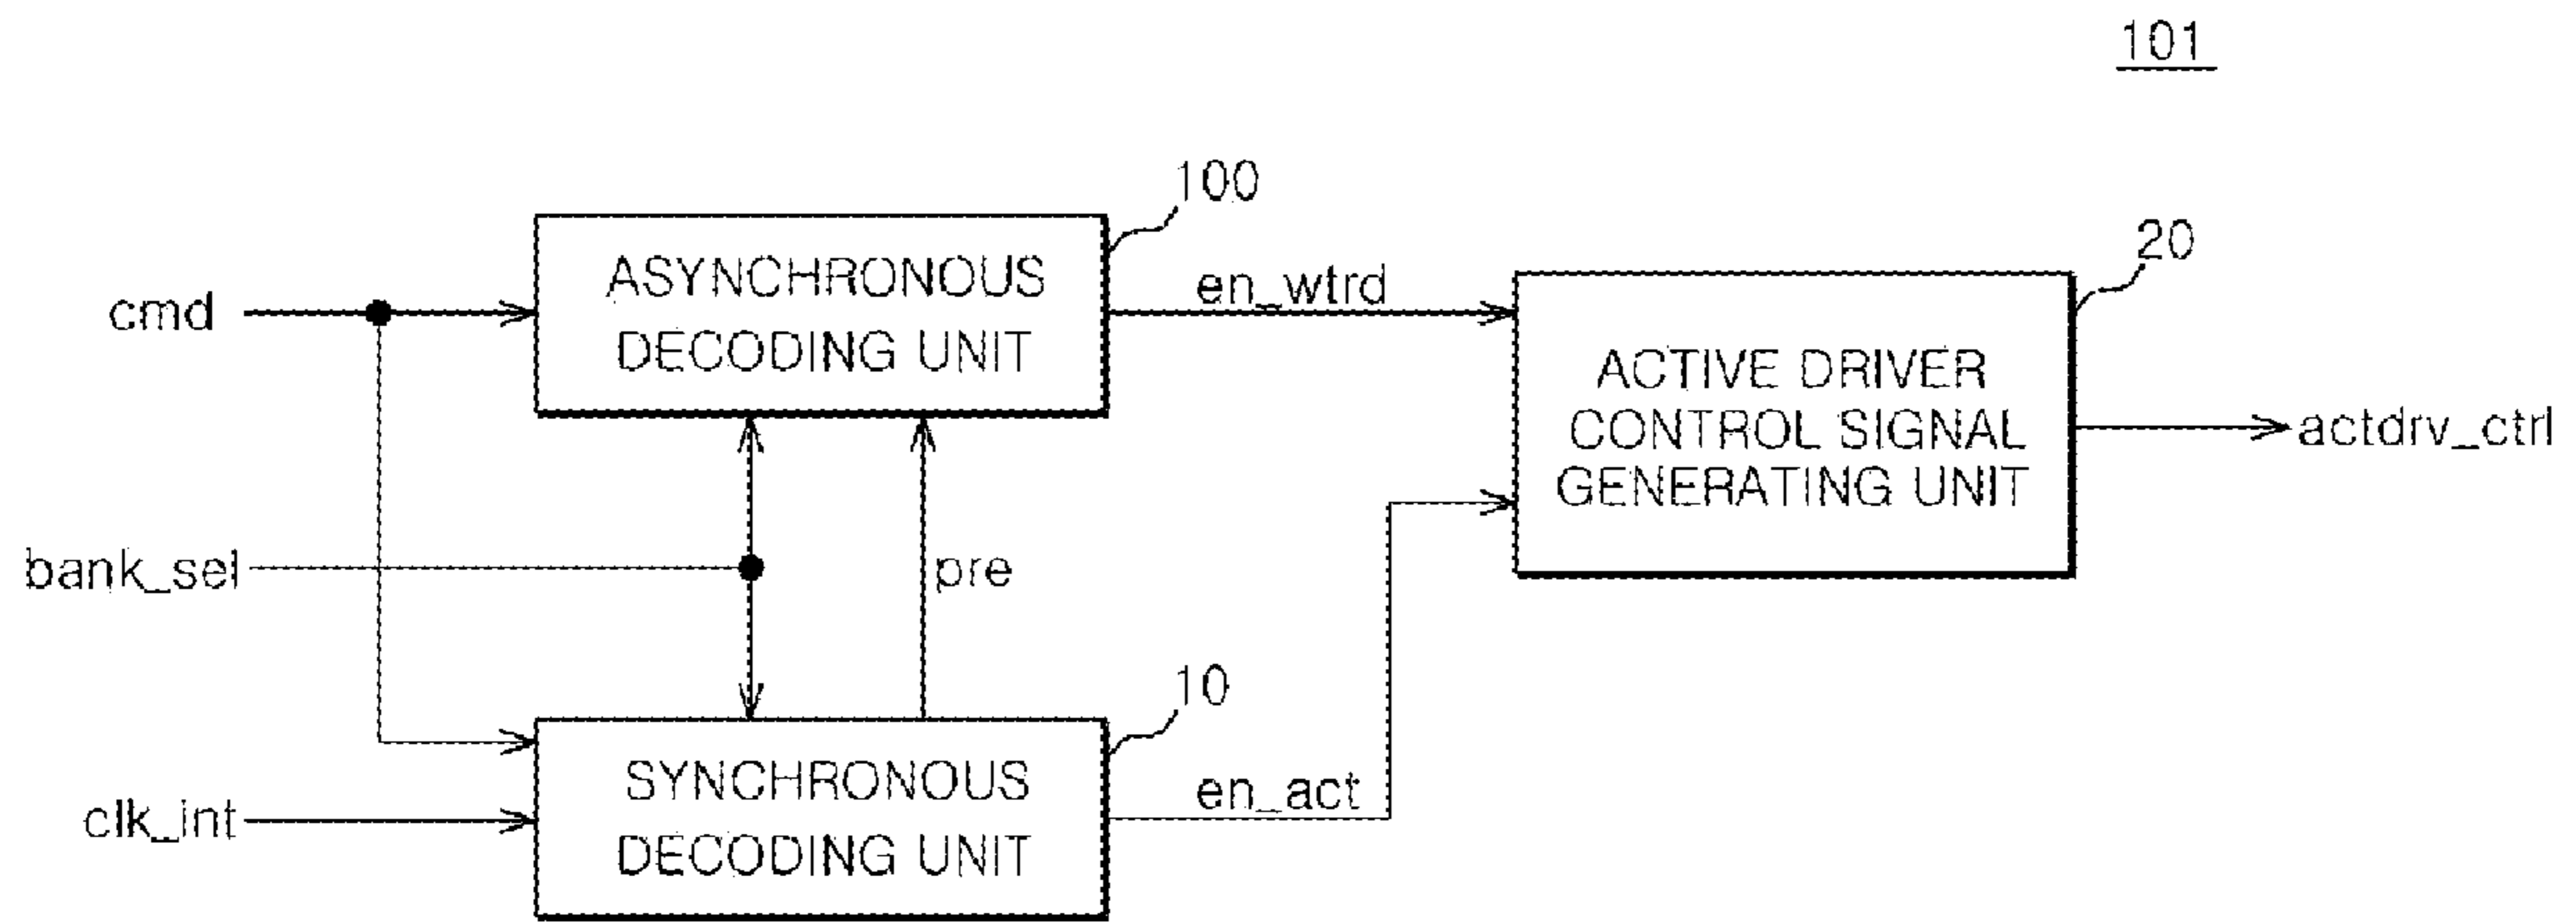 101
100
ASYNCHRONOUS
DECODING UNIT
cmd
en_wtrd
20
ACTIVE DRIVER
CONTROL SIGNAL
GENERATING UNIT
actdrv_ctrl
bank_sel
pre
10
SYNCHRONOUS
DECODING UNIT
clk_int
en_act